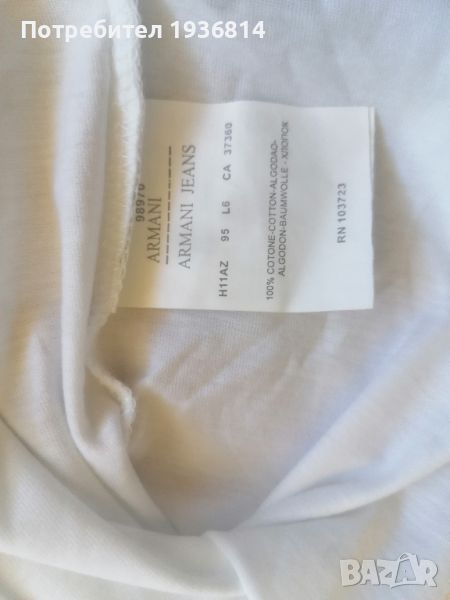 Потребител 1936814
98970
ARMANI
ARMANI JEANS
H11AZ 95 L6 CA 37360
100% COTONE-COTTON-ALGODAO-
ALGODON-BAUMWOLLE - ХЛОПОК
RN 103723
BAZAR